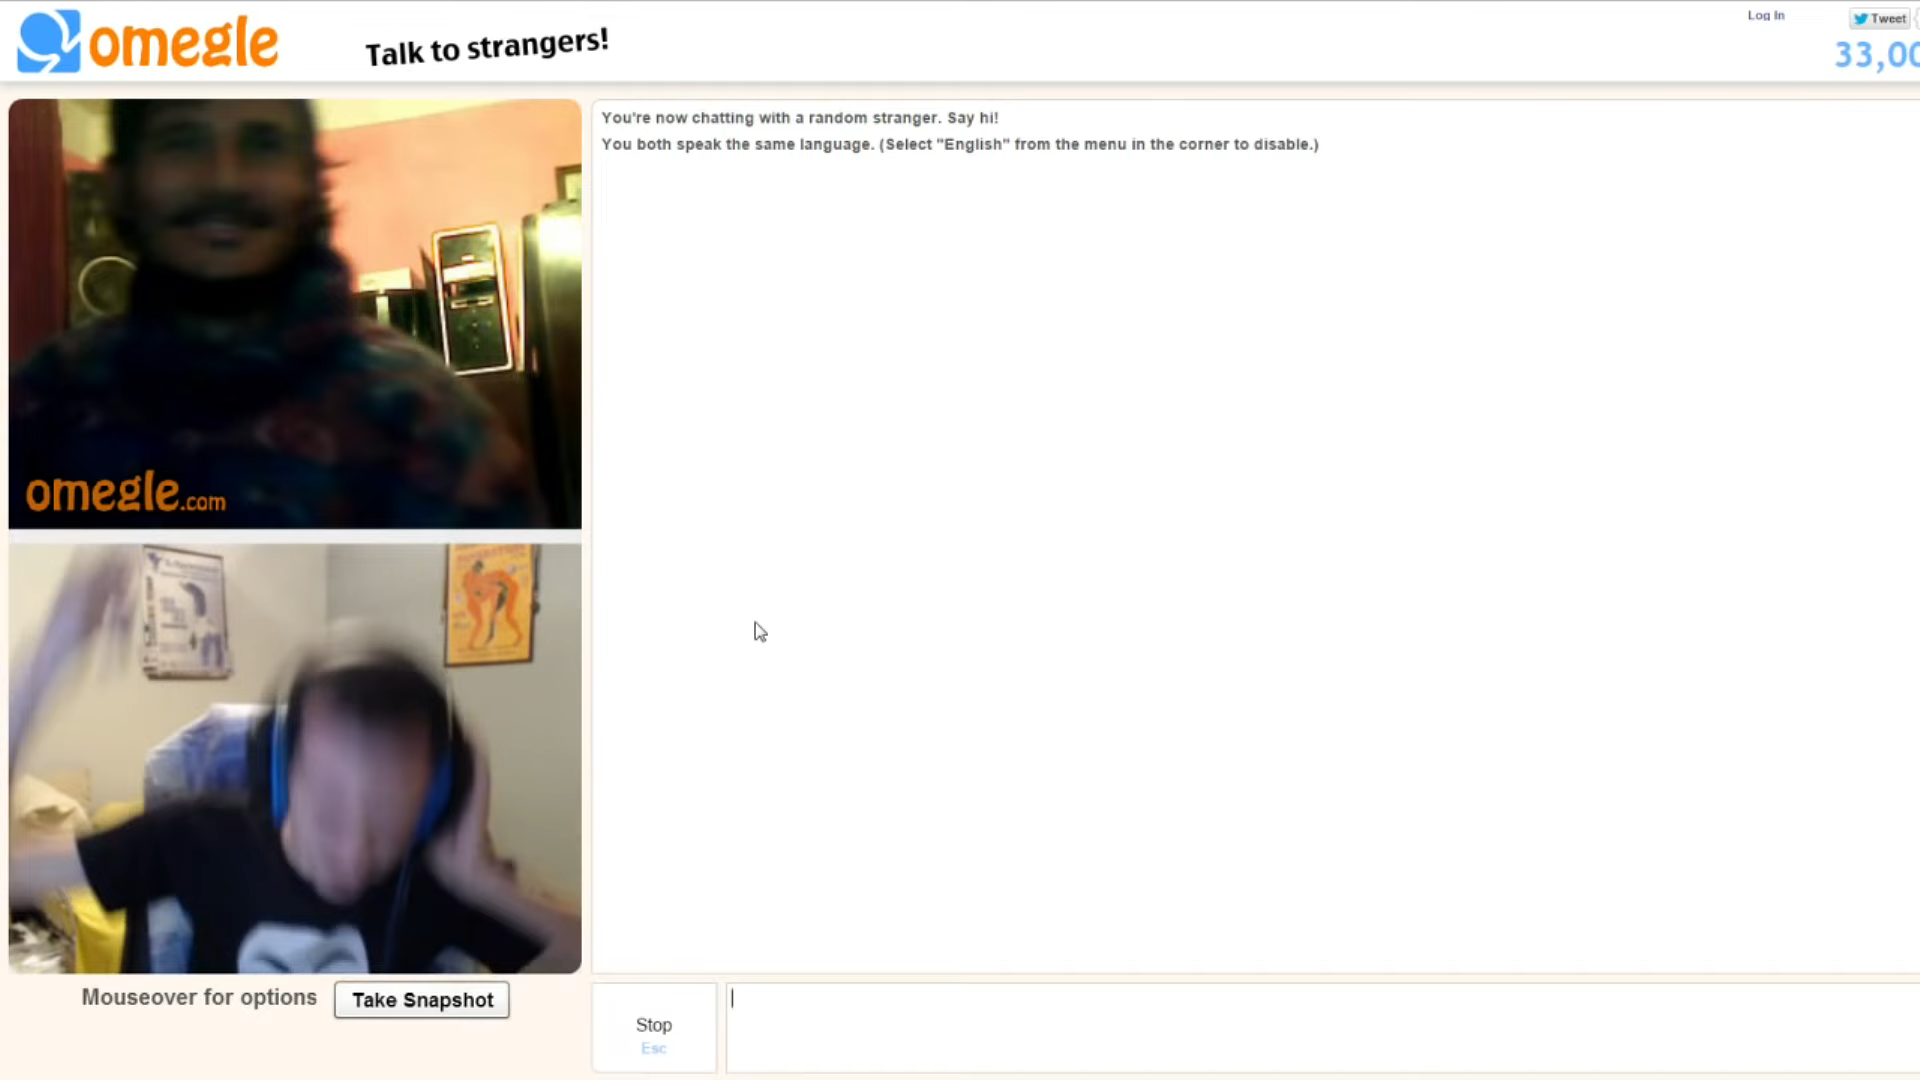 omegle
Talk to strangers!
Log In
Tweet
33,00
You're now chatting with a random stranger. Say hi!
You both speak the same language. (Select "English" from the menu in the corner to disable.)
omegle.com
Mouseover for options
Take Snapshot
Stop
Esc